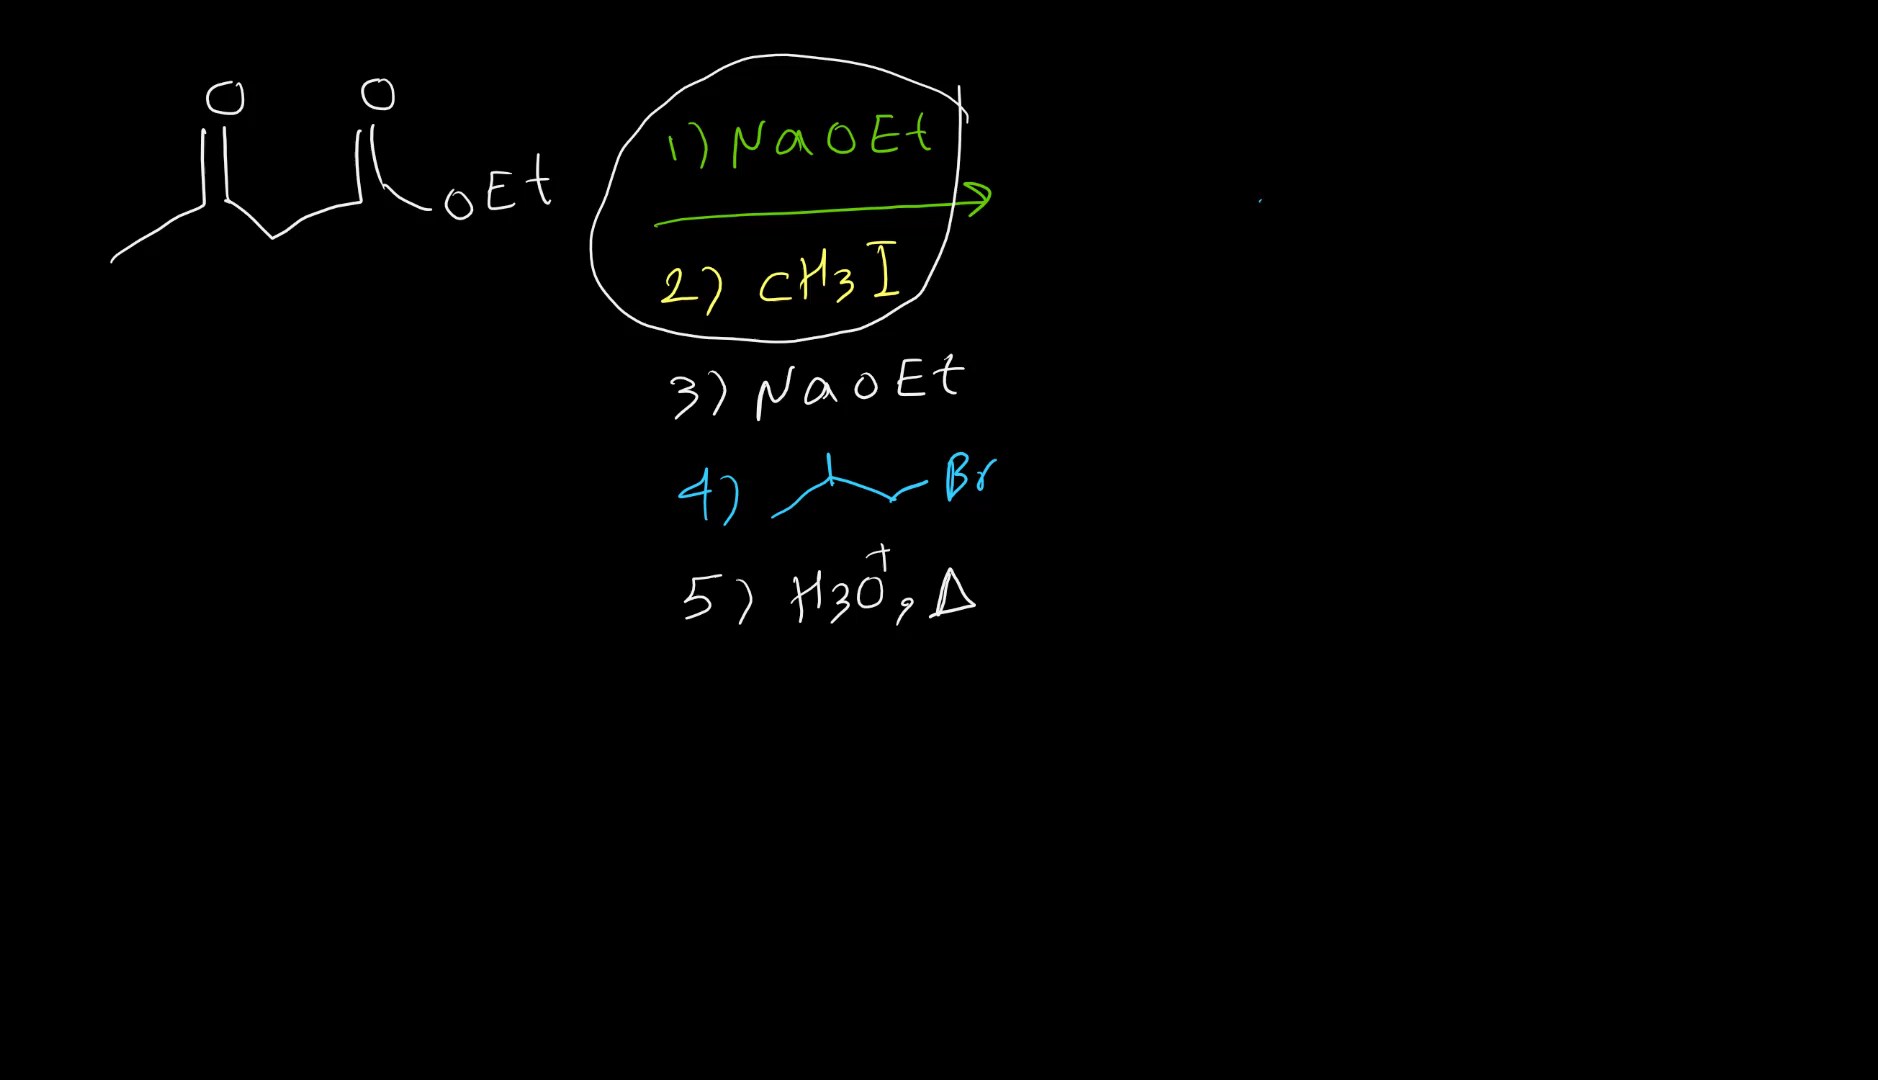 O O
OEt
1) NaOEt
2) CH3I
3) NaOEt
4) Br
5) H3O+, Δ